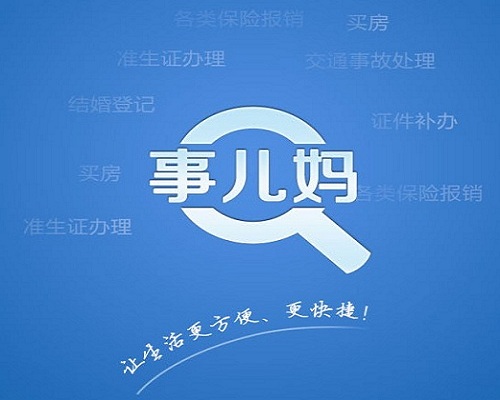 各类保险报销
买房
准生证办理
交通事故处理
结婚登记
证件补办
事儿妈
买房
各类保险报销
准生证办理
让生活更方便、更快捷!